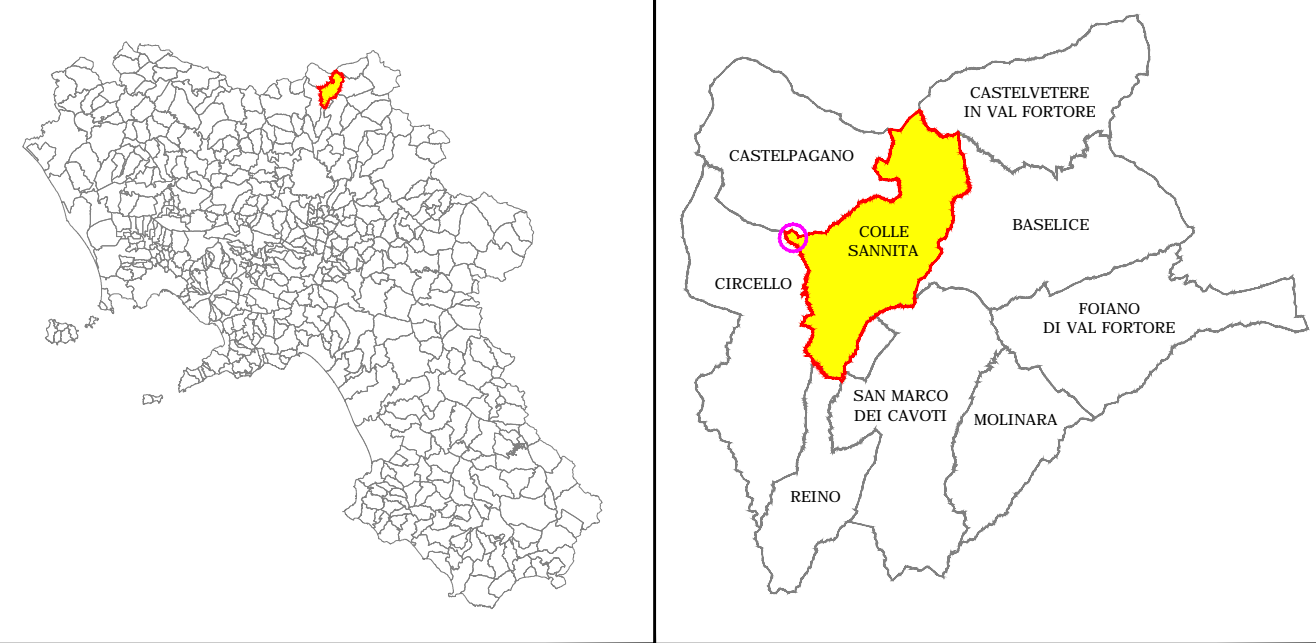 CASTELVETERE
IN VAL FORTORE
CASTELPAGANO
BASELICE
COLLE
SANNITA
CIRCELLO
FOIANO
DI VAL FORTORE
SAN MARCO
DEI CAVOTI
MOLINARA
REINO